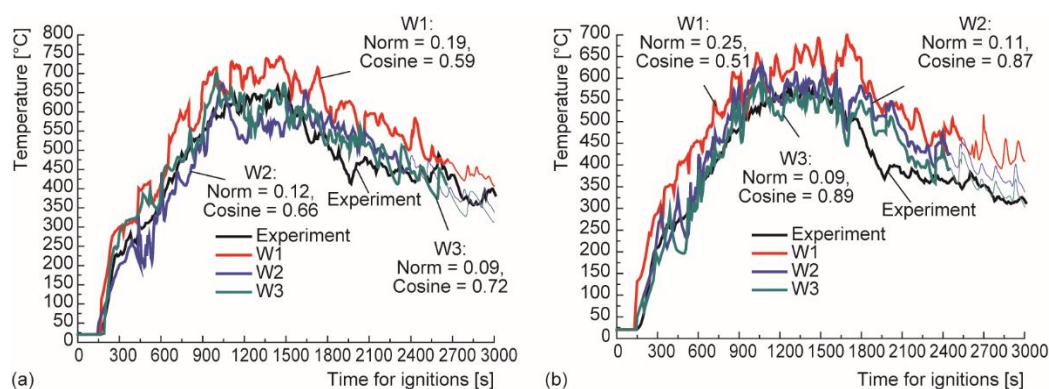 Temperature [°C]
800
750
700
650
600
550
500
450
400
350
300
250
200
150
100
50
0
W1:
Norm = 0.19,
Cosine = 0.59
W2:
Norm = 0.12,
Cosine = 0.66
Experiment
W3:
Norm = 0.09,
Cosine = 0.72
Experiment
W1
W2
W3
0 300 600 900 1200 1500 1800 2100 2400 2700 3000
(a)
Time for ignitions [s]
Temperature [°C]
700
650
600
550
500
450
400
350
300
250
200
150
100
50
0
W1:
Norm = 0.25,
Cosine = 0.51
W2:
Norm = 0.11,
Cosine = 0.87
W3:
Norm = 0.09,
Cosine = 0.89
Experiment
Experiment
W1
W2
W3
0 300 600 900 1200 1500 1800 2100 2400 2700 3000
(b)
Time for ignitions [s]